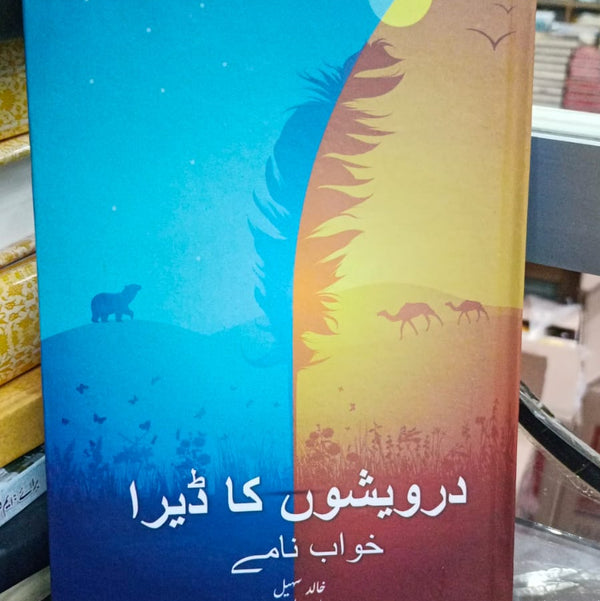 درویشوں کا ڈیرا
خواب نامے
خالد سہیل